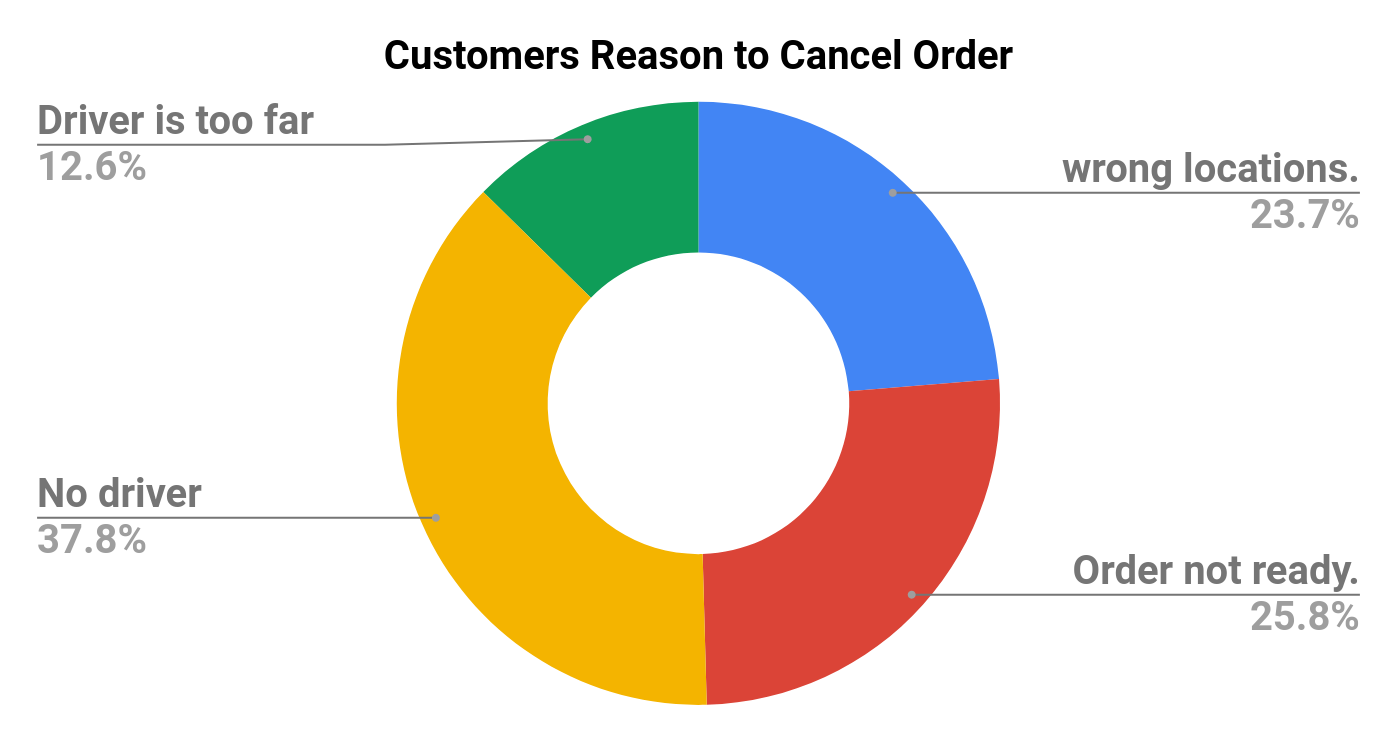 Customers Reason to Cancel Order
Driver is too far
12.6%
wrong locations.
23.7%
No driver
37.8%
Order not ready.
25.8%